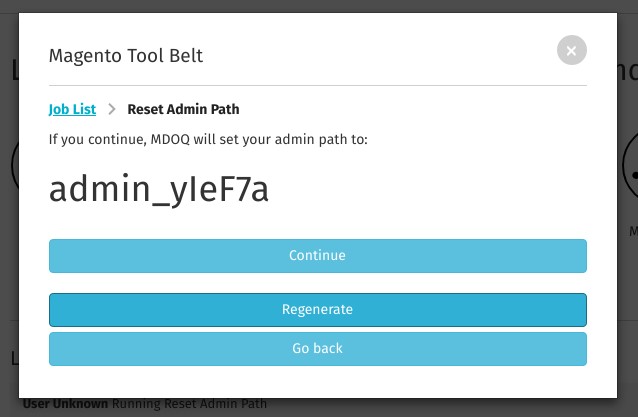 Magento Tool Belt
Job List > Reset Admin Path
If you continue, MDOQ will set your admin path to:
admin_yIeF7a
Continue
Regenerate
Go back
User Unknown Running Reset Admin Path